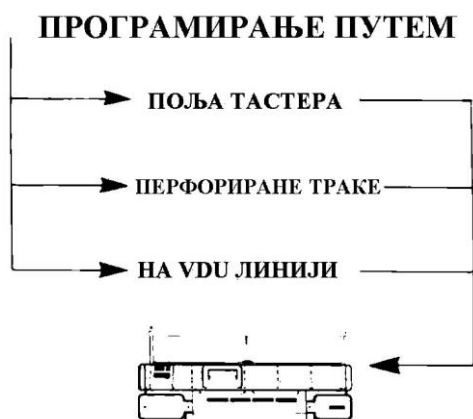 ПРОГРАМИРАЊЕ ПУТЕМ
ПОЉА ТАСТЕРА
ПЕРФОРИРАНЕ ТРАКЕ
НА VDU ЛИНИЈИ